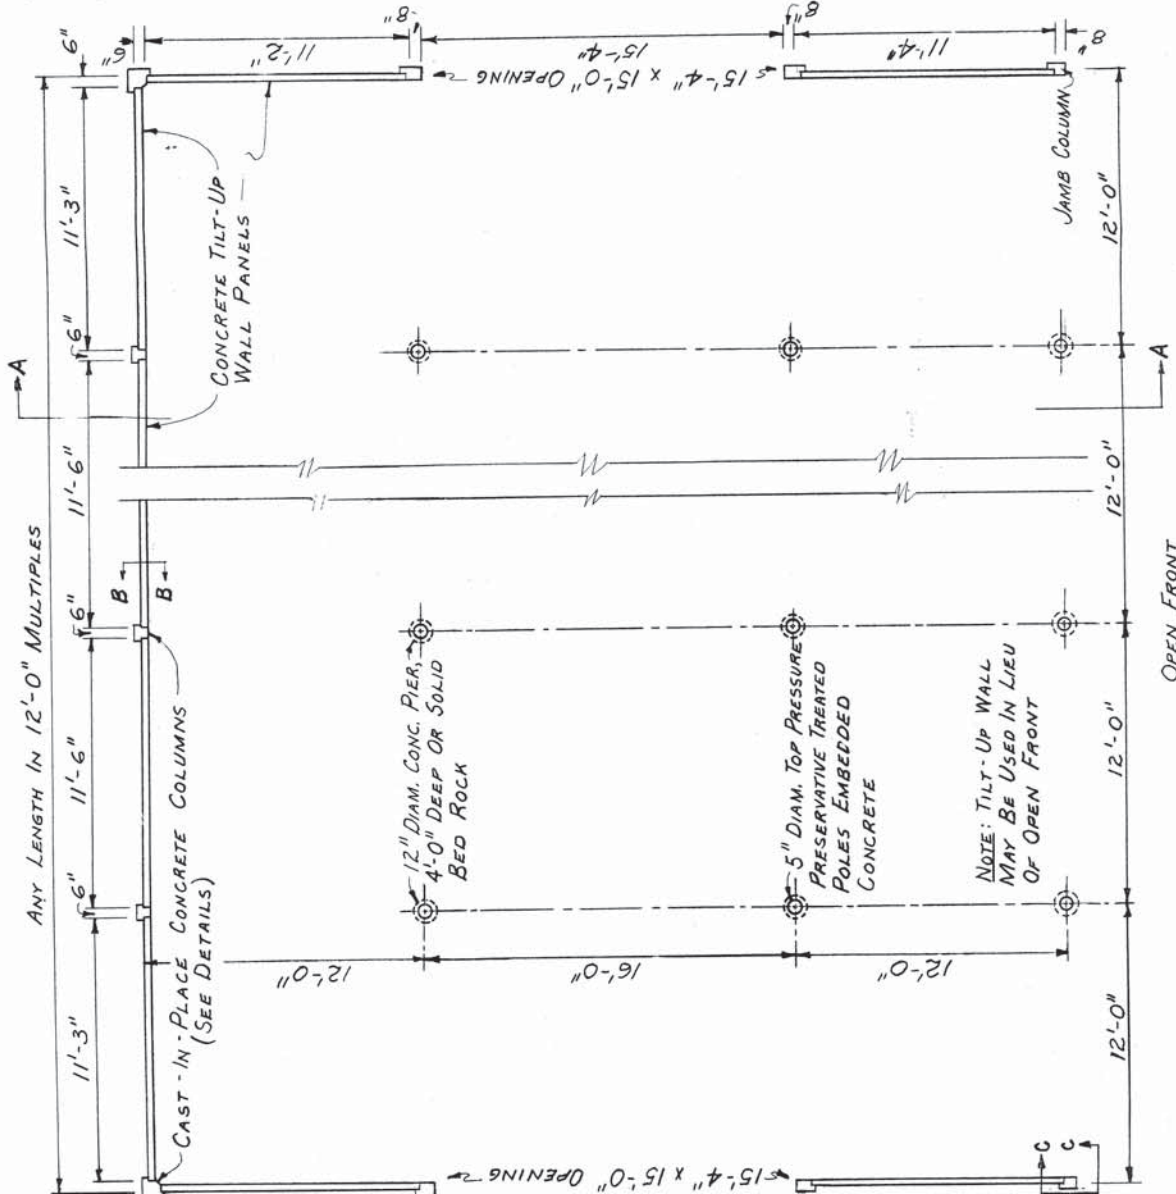 6"
6"
11'-2"
8"
15'-4"
8"
11'-4"
8"
15'-4" x 15'-0" OPENING
JAMB COLUMN
11'-3"
CONCRETE TILT-UP
WALL PANELS
12'-0"
6"
A
A
11'-6"
12'-0"
ANY LENGTH IN 12'-0" MULTIPLES
B
B
6"
OPEN FRONT
11'-6"
CAST-IN-PLACE CONCRETE COLUMNS
(SEE DETAILS)
12" DIAM. CONC. PIER,
4'-0" DEEP OR SOLID
BED ROCK
5" DIAM. TOP PRESSURE
PRESERVATIVE TREATED
POLES EMBEDDED
CONCRETE
NOTE: TILT-UP WALL
MAY BE USED IN LIEU
OF OPEN FRONT
12'-0"
6"
12'-0"
16'-0"
12'-0"
11'-3"
12'-0"
15'-4" x 15'-0" OPENING
C
C